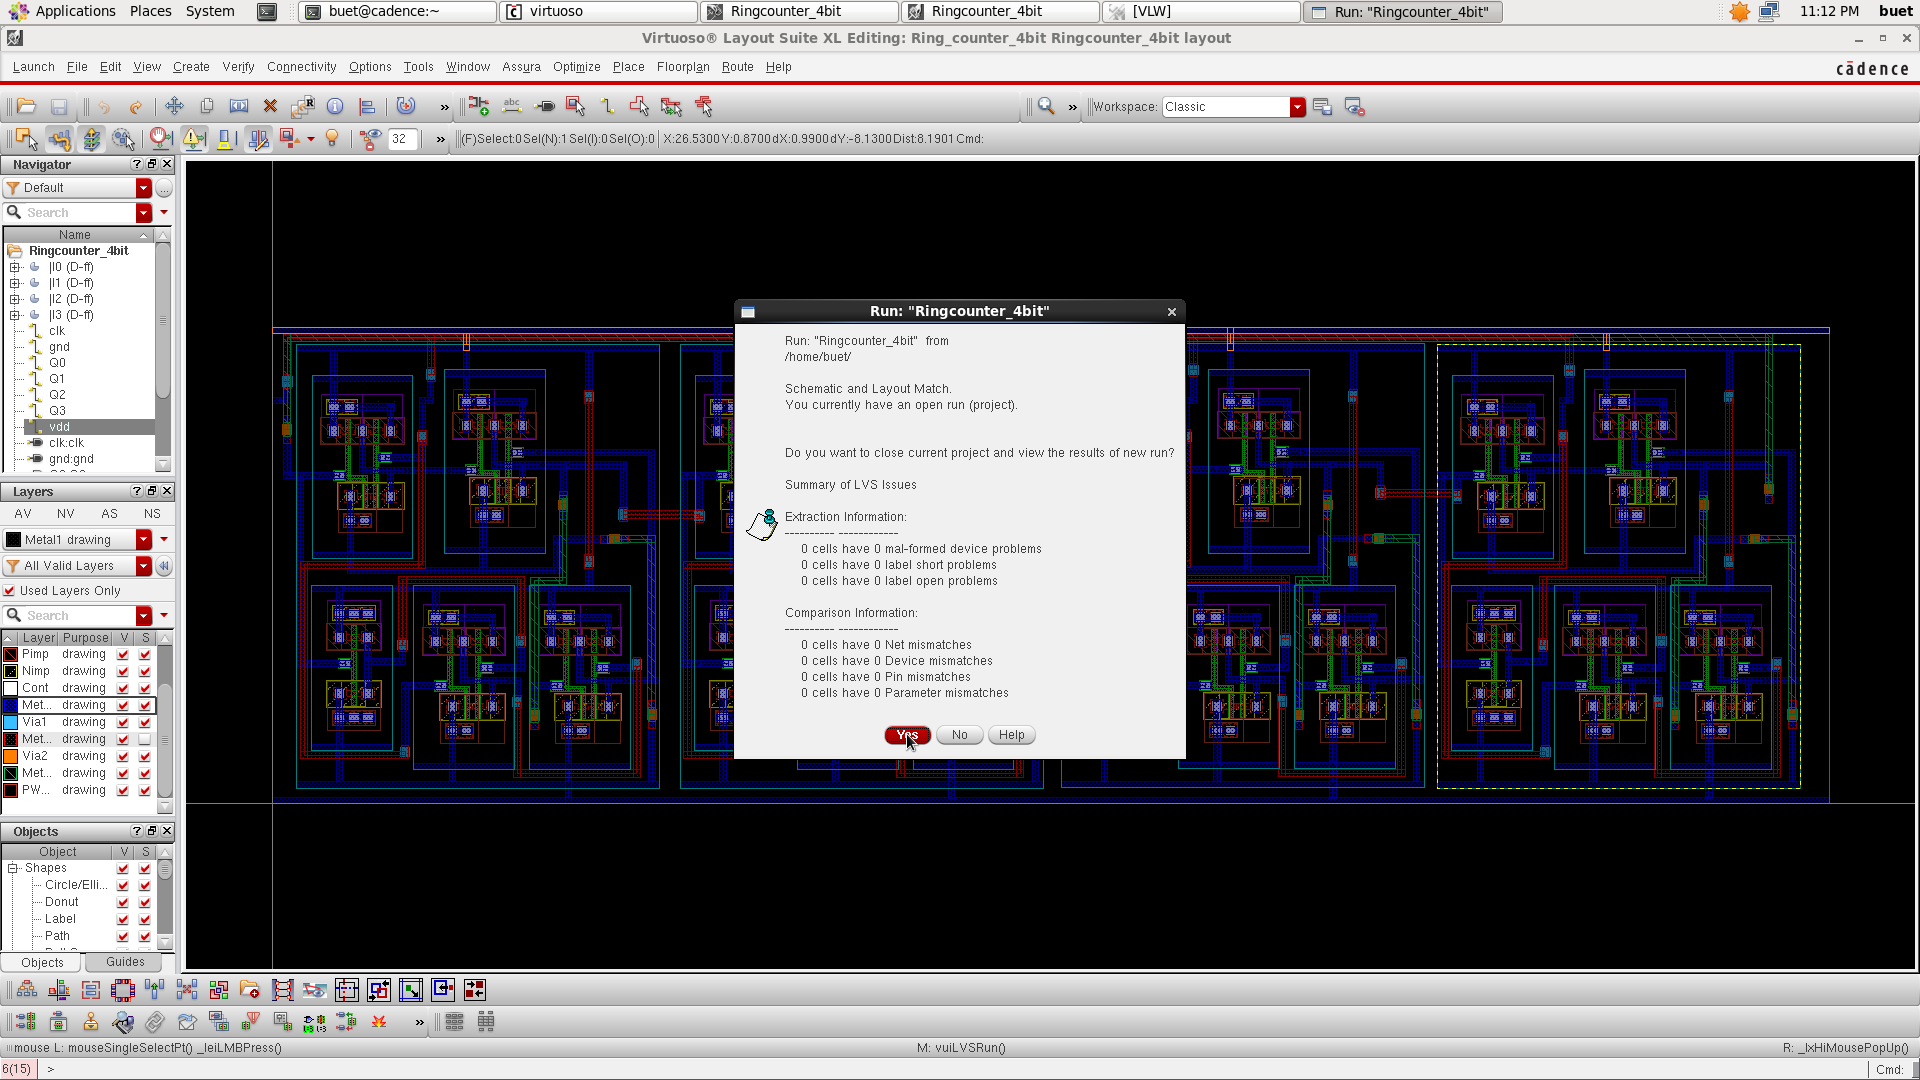 Applications Places System buet@cadence:~ virtuoso Ringcounter_4bit Ringcounter_4bit [VLW] Run: "Ringcounter_4bit" 11:12 PM buet
Virtuoso® Layout Suite XL Editing: Ring_counter_4bit Ringcounter_4bit layout
Launch File Edit View Create Verify Connectivity Options Tools Window Assura Optimize Place Floorplan Route Help cādence
» abc » Workspace: Classic
32 » (F)Select:0 Sel(N):1 Sel(I):0 Sel(O):0 X:26.5300 Y:0.8700 dX:0.9900 dY:-8.1300 Dist:8.1901 Cmd:
Navigator
Default
Search
Name
Ringcounter_4bit
|I0 (D-ff)
|I1 (D-ff)
|I2 (D-ff)
|I3 (D-ff)
clk
gnd
Q0
Q1
Q2
Q3
vdd
clk:clk
gnd:gnd
Layers
AV NV AS NS
Metal1 drawing
All Valid Layers
Used Layers Only
Search
Layer Purpose V S
Pimp drawing
Nimp drawing
Cont drawing
Met... drawing
Via1 drawing
Met... drawing
Via2 drawing
Met... drawing
PW... drawing
Objects
Object V S
Shapes
Circle/Elli...
Donut
Label
Path
Objects Guides
Run: "Ringcounter_4bit"
Run: "Ringcounter_4bit" from
/home/buet/
Schematic and Layout Match.
You currently have an open run (project).
Do you want to close current project and view the results of new run?
Summary of LVS Issues
Extraction Information:
---------- ------------
0 cells have 0 mal-formed device problems
0 cells have 0 label short problems
0 cells have 0 label open problems
Comparison Information:
---------- ------------
0 cells have 0 Net mismatches
0 cells have 0 Device mismatches
0 cells have 0 Pin mismatches
0 cells have 0 Parameter mismatches
Yes No Help
»
mouse L: mouseSingleSelectPt() _leiLMBPress() M: vuiLVSRun() R: _lxHiMousePopUp()
6(15) > Cmd: